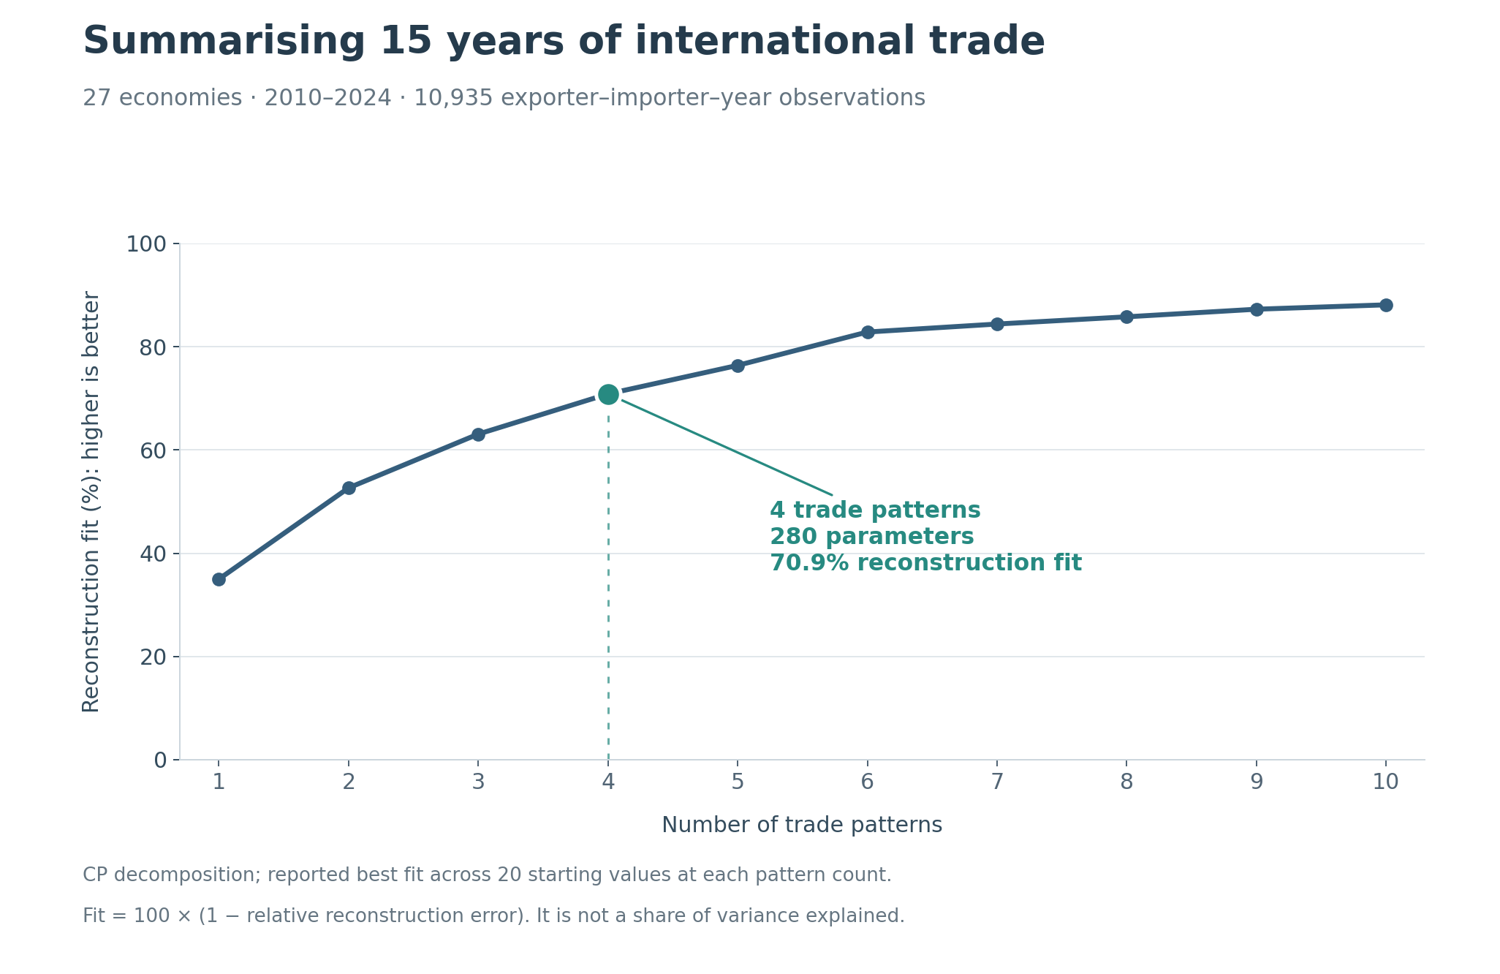 Summarising 15 years of international trade
27 economies · 2010–2024 · 10,935 exporter–importer–year observations
Reconstruction fit (%): higher is better
100
80
60
40
20
0
4 trade patterns
280 parameters
70.9% reconstruction fit
1 2 3 4 5 6 7 8 9 10
Number of trade patterns
CP decomposition; reported best fit across 20 starting values at each pattern count.
Fit = 100 × (1 − relative reconstruction error). It is not a share of variance explained.